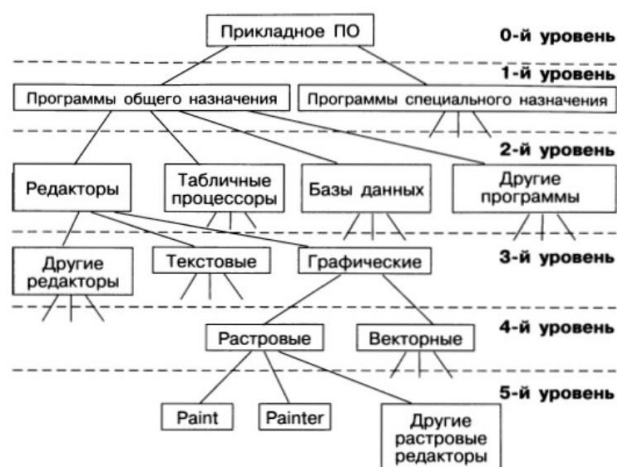 Прикладное ПО
0-й уровень
1-й уровень
Программы общего назначения
Программы специального назначения
2-й уровень
Редакторы
Табличные
процессоры
Базы данных
Другие
программы
3-й уровень
Другие
редакторы
Текстовые
Графические
4-й уровень
Растровые
Векторные
5-й уровень
Paint
Painter
Другие
растровые
редакторы